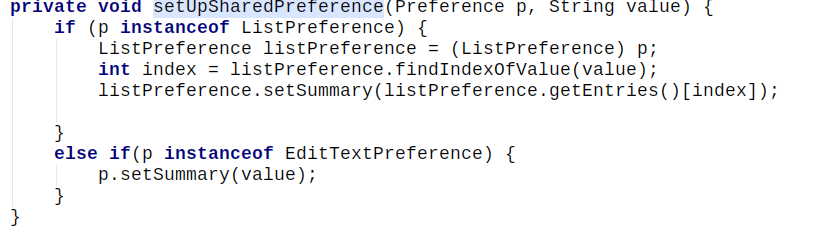 private void setUpSharedPreference(Preference p, String value) {
    if (p instanceof ListPreference) {
        ListPreference listPreference = (ListPreference) p;
        int index = listPreference.findIndexOfValue(value);
        listPreference.setSummary(listPreference.getEntries()[index]);

    }
    else if(p instanceof EditTextPreference) {
        p.setSummary(value);
    }
}